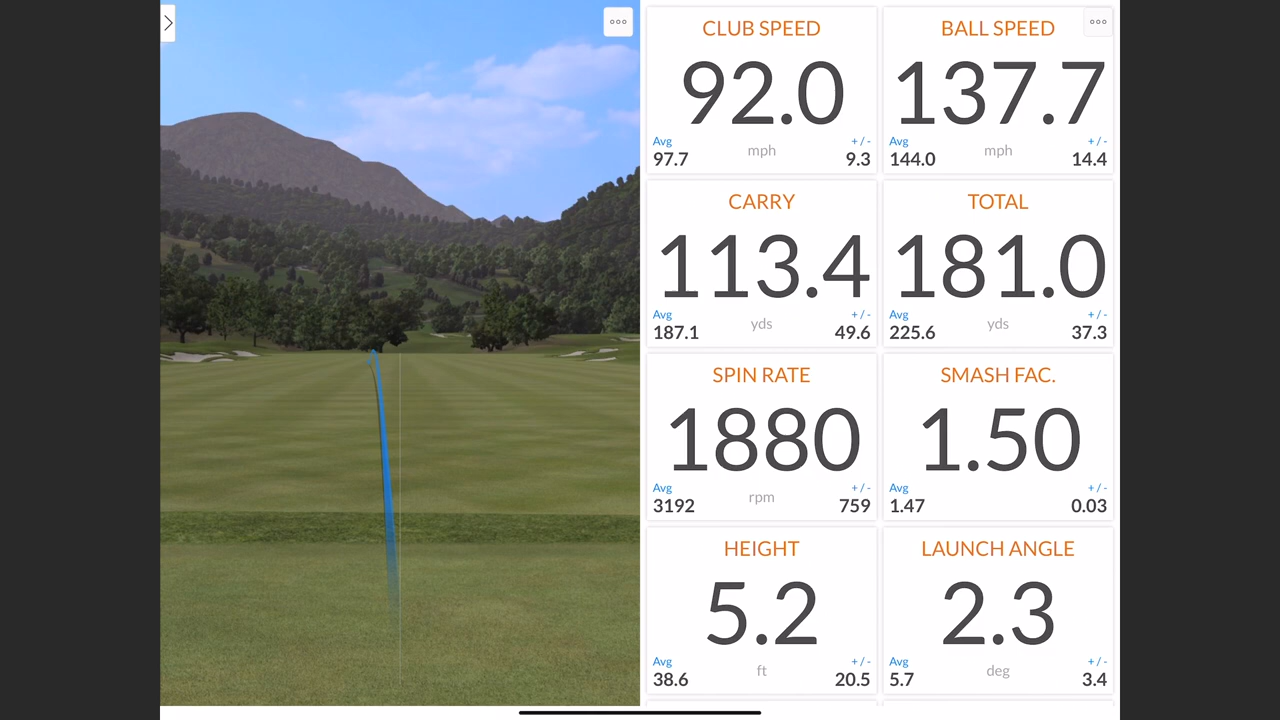 CLUB SPEED
92.0
Avg
97.7
mph
+ / -
9.3
BALL SPEED
137.7
Avg
144.0
mph
+ / -
14.4
CARRY
113.4
Avg
187.1
yds
+ / -
49.6
TOTAL
181.0
Avg
225.6
yds
+ / -
37.3
SPIN RATE
1880
Avg
3192
rpm
+ / -
759
SMASH FAC.
1.50
Avg
1.47
+ / -
0.03
HEIGHT
5.2
Avg
38.6
ft
+ / -
20.5
LAUNCH ANGLE
2.3
Avg
5.7
deg
+ / -
3.4